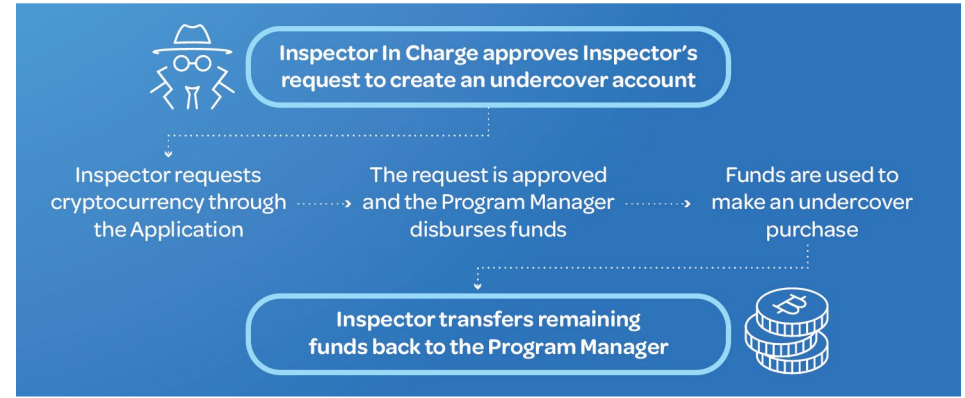 Inspector In Charge approves Inspector's
request to create an undercover account
Inspector requests
cryptocurrency through
the Application
The request is approved
and the Program Manager
disburses funds
Funds are used to
make an undercover
purchase
Inspector transfers remaining
funds back to the Program Manager